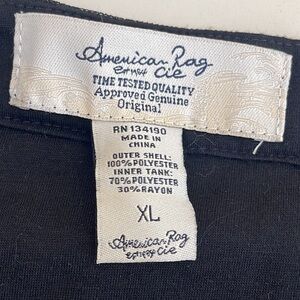 American Rag
Cie
TIME TESTED QUALITY
Approved Genuine
Original
RN 134190
MADE IN
CHINA
OUTER SHELL:
100% POLYESTER
INNER TANK:
70% POLYESTER
30% RAYON
XL
American Rag
Cie